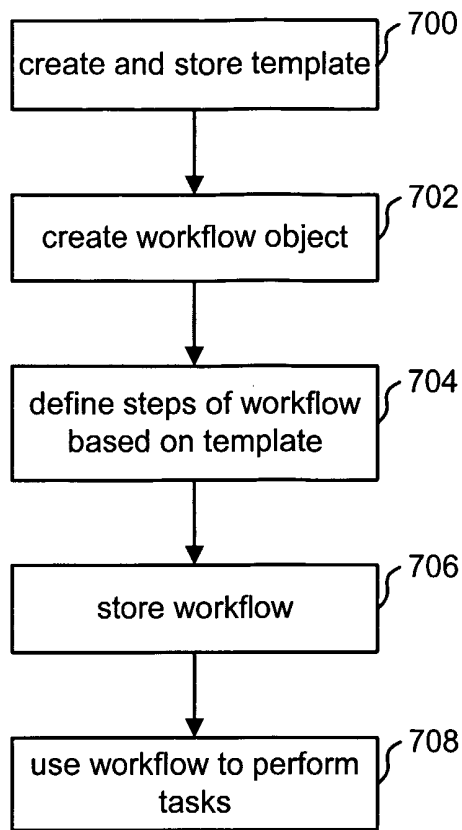 700
create and store template
702
create workflow object
704
define steps of workflow
based on template
706
store workflow
708
use workflow to perform
tasks